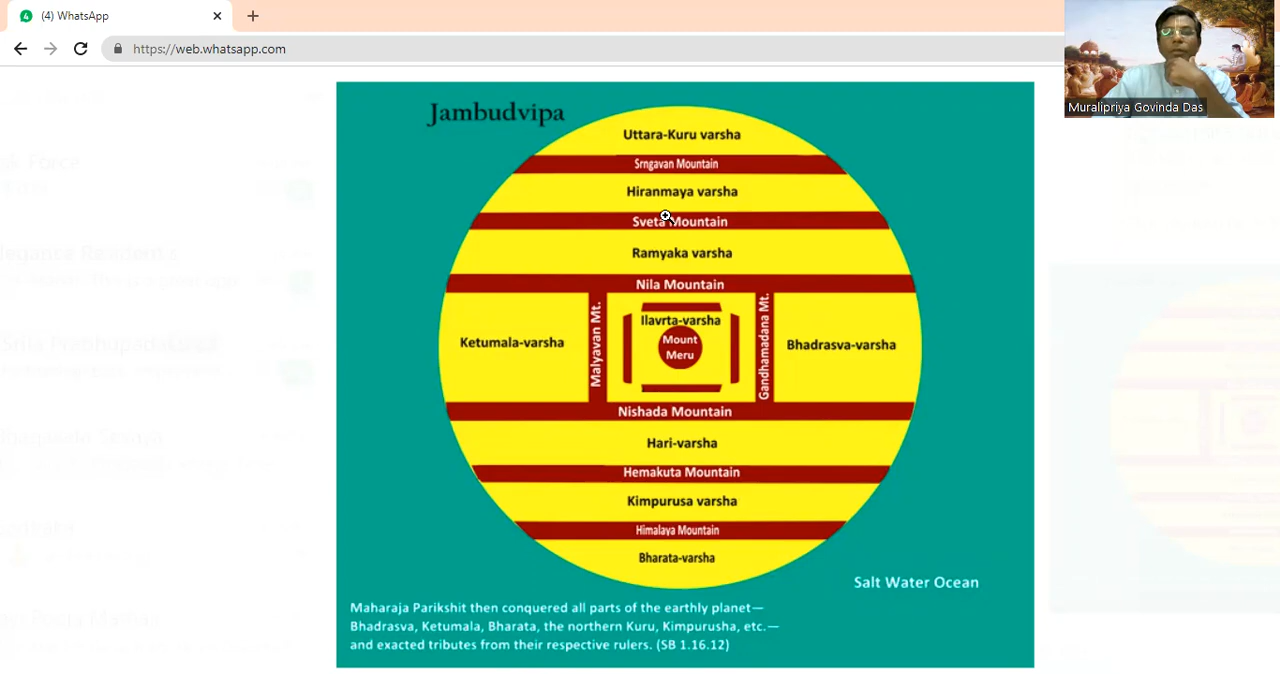 (4) WhatsApp
https://web.whatsapp.com
Muralipriya Govinda Das
Jambudvipa
Uttara-Kuru varsha
Srngavan Mountain
Hiranmaya varsha
Sveta Mountain
Ramyaka varsha
Nila Mountain
Ketumala-varsha
Malyavan Mt.
Ilavrta-varsha
Mount
Meru
Gandhamadana Mt.
Bhadrasva-varsha
Nishada Mountain
Hari-varsha
Hemakuta Mountain
Kimpurusa varsha
Himalaya Mountain
Bharata-varsha
Salt Water Ocean
Maharaja Parikshit then conquered all parts of the earthly planet—
Bhadrasva, Ketumala, Bharata, the northern Kuru, Kimpurusha, etc.—
and exacted tributes from their respective rulers. (SB 1.16.12)